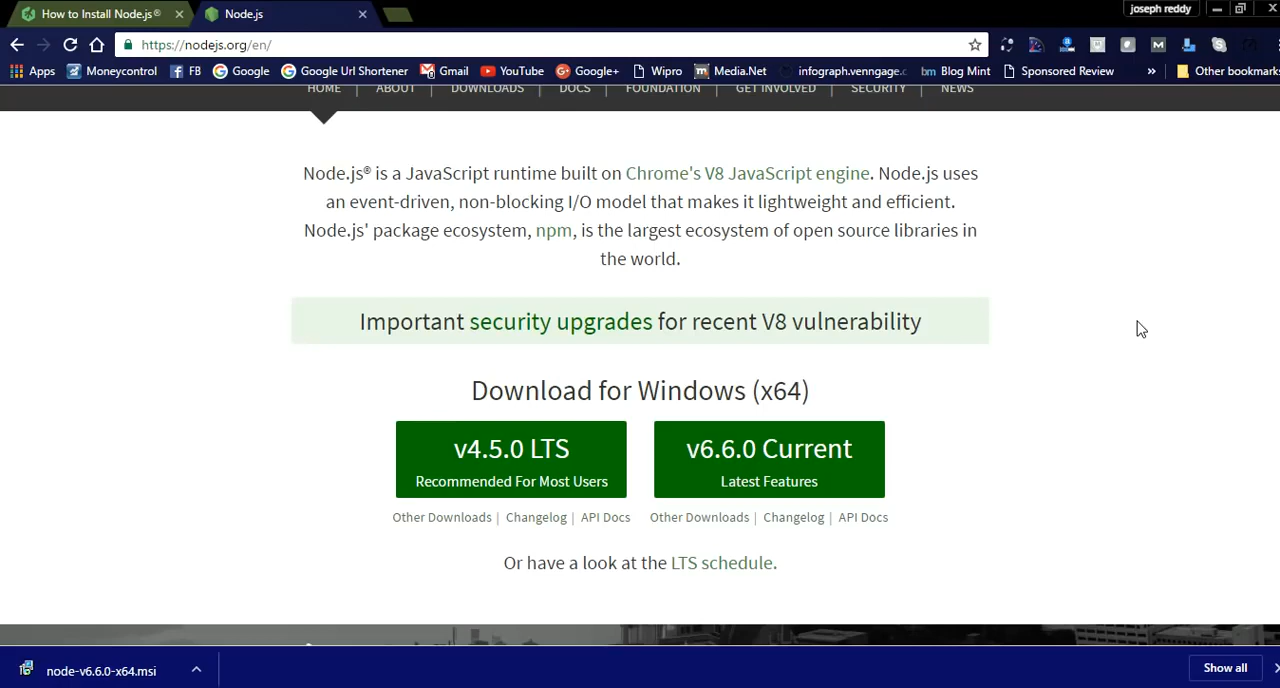 How to Install Node.js®
Node.js
joseph reddy
https://nodejs.org/en/
Apps
Moneycontrol
FB
Google
Google Url Shortener
Gmail
YouTube
Google+
Wipro
Media.Net
infograph.venngage.c
Blog Mint
Sponsored Review
»
Other bookmarks
HOME | ABOUT | DOWNLOADS | DOCS | FOUNDATION | GET INVOLVED | SECURITY | NEWS
Node.js® is a JavaScript runtime built on Chrome's V8 JavaScript engine. Node.js uses
an event-driven, non-blocking I/O model that makes it lightweight and efficient.
Node.js' package ecosystem, npm, is the largest ecosystem of open source libraries in
the world.
Important security upgrades for recent V8 vulnerability
Download for Windows (x64)
v4.5.0 LTS
Recommended For Most Users
v6.6.0 Current
Latest Features
Other Downloads | Changelog | API Docs
Other Downloads | Changelog | API Docs
Or have a look at the LTS schedule.
node-v6.6.0-x64.msi
Show all